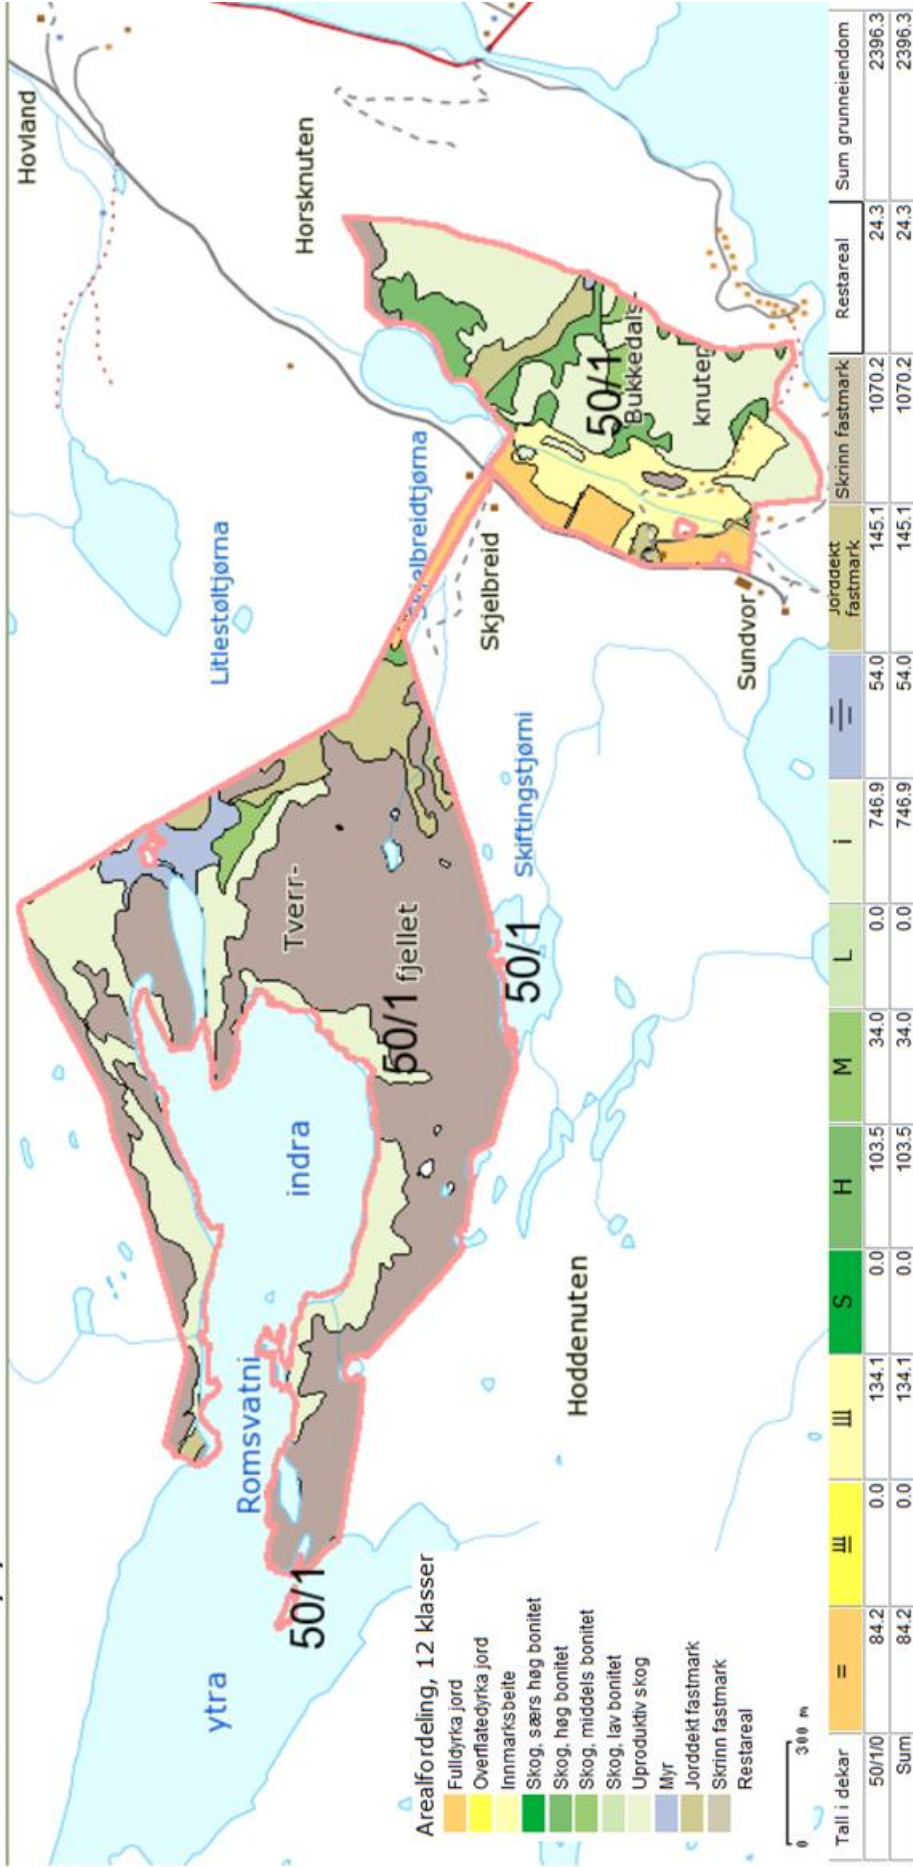 Hovland
Horsknuten
Litlestøltjørna
Skjelbreid
Bukkedals-
50/1
knuten
Sundvor
Tverr-
50/1 fjellet
50/1
Skiftingstjørni
indra
Romsvatni
Hoddenuten
50/1
ytra
Arealfordeling, 12 klasser
Fulldyrka jord
Overflatedyrka jord
Innmarksbeite
Skog, særs høg bonitet
Skog, høg bonitet
Skog, middels bonitet
Skog, lav bonitet
Uproduktiv skog
Myr
Jorddekt fastmark
Skrinn fastmark
Restareal
0 300 m
Tall i dekar S H M L i Jorddekt fastmark Skrinn fastmark Restareal Sum grunneiendom
50/1/0 84.2 0.0 134.1 0.0 103.5 34.0 0.0 746.9 54.0 145.1 1070.2 24.3 2396.3
Sum 84.2 0.0 134.1 0.0 103.5 34.0 0.0 746.9 54.0 145.1 1070.2 24.3 2396.3